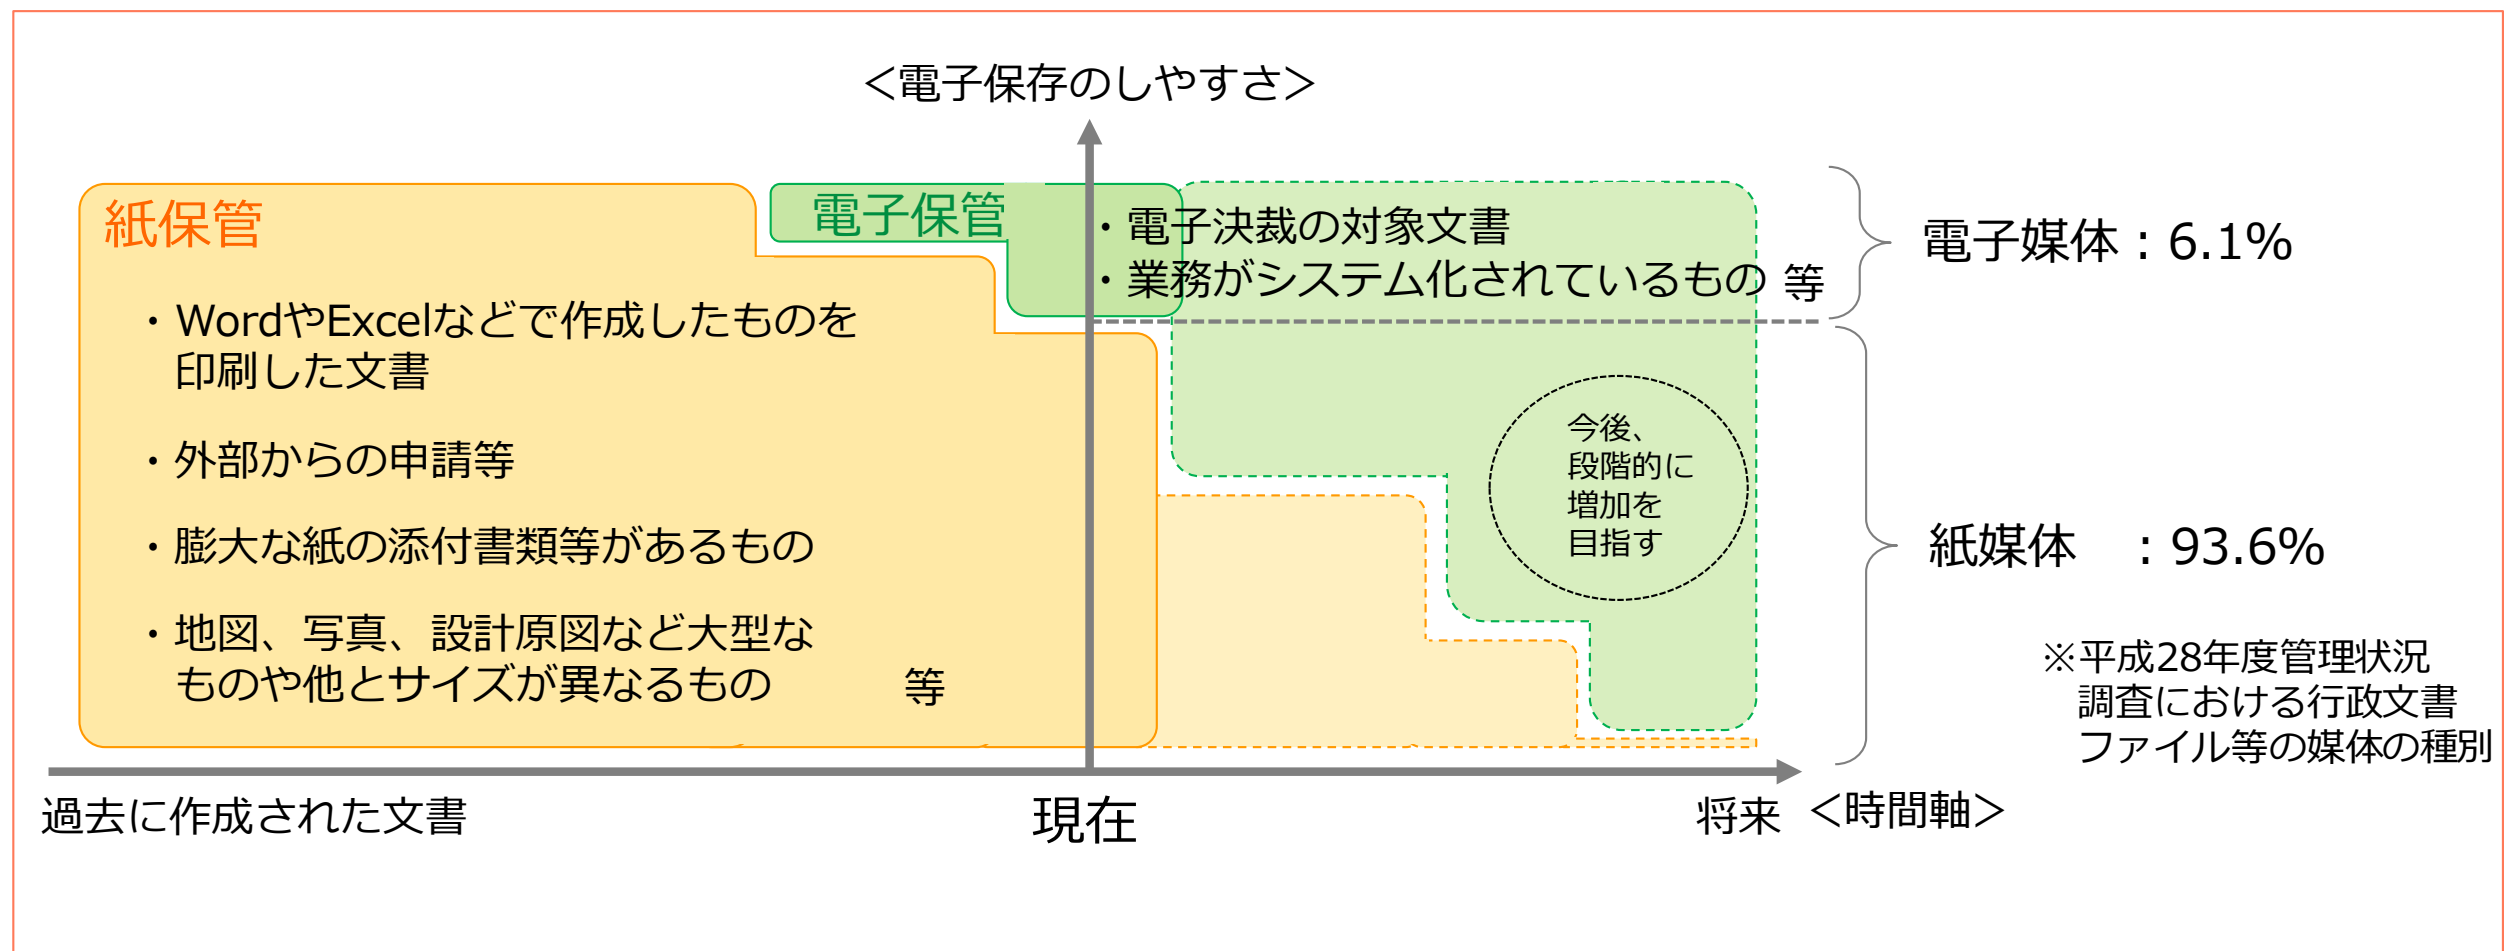 ＜電子保存のしやすさ＞
紙保管
電子保管
・電子決裁の対象文書
・業務がシステム化されているもの 等
電子媒体：6.1%
・WordやExcelなどで作成したものを
印刷した文書
・外部からの申請等
・膨大な紙の添付書類等があるもの
・地図、写真、設計原図など大型な
ものや他とサイズが異なるもの 等
今後、
段階的に
増加を
目指す
紙媒体　：93.6%
※平成28年度管理状況
調査における行政文書
ファイル等の媒体の種別
過去に作成された文書
現在
将来
＜時間軸＞